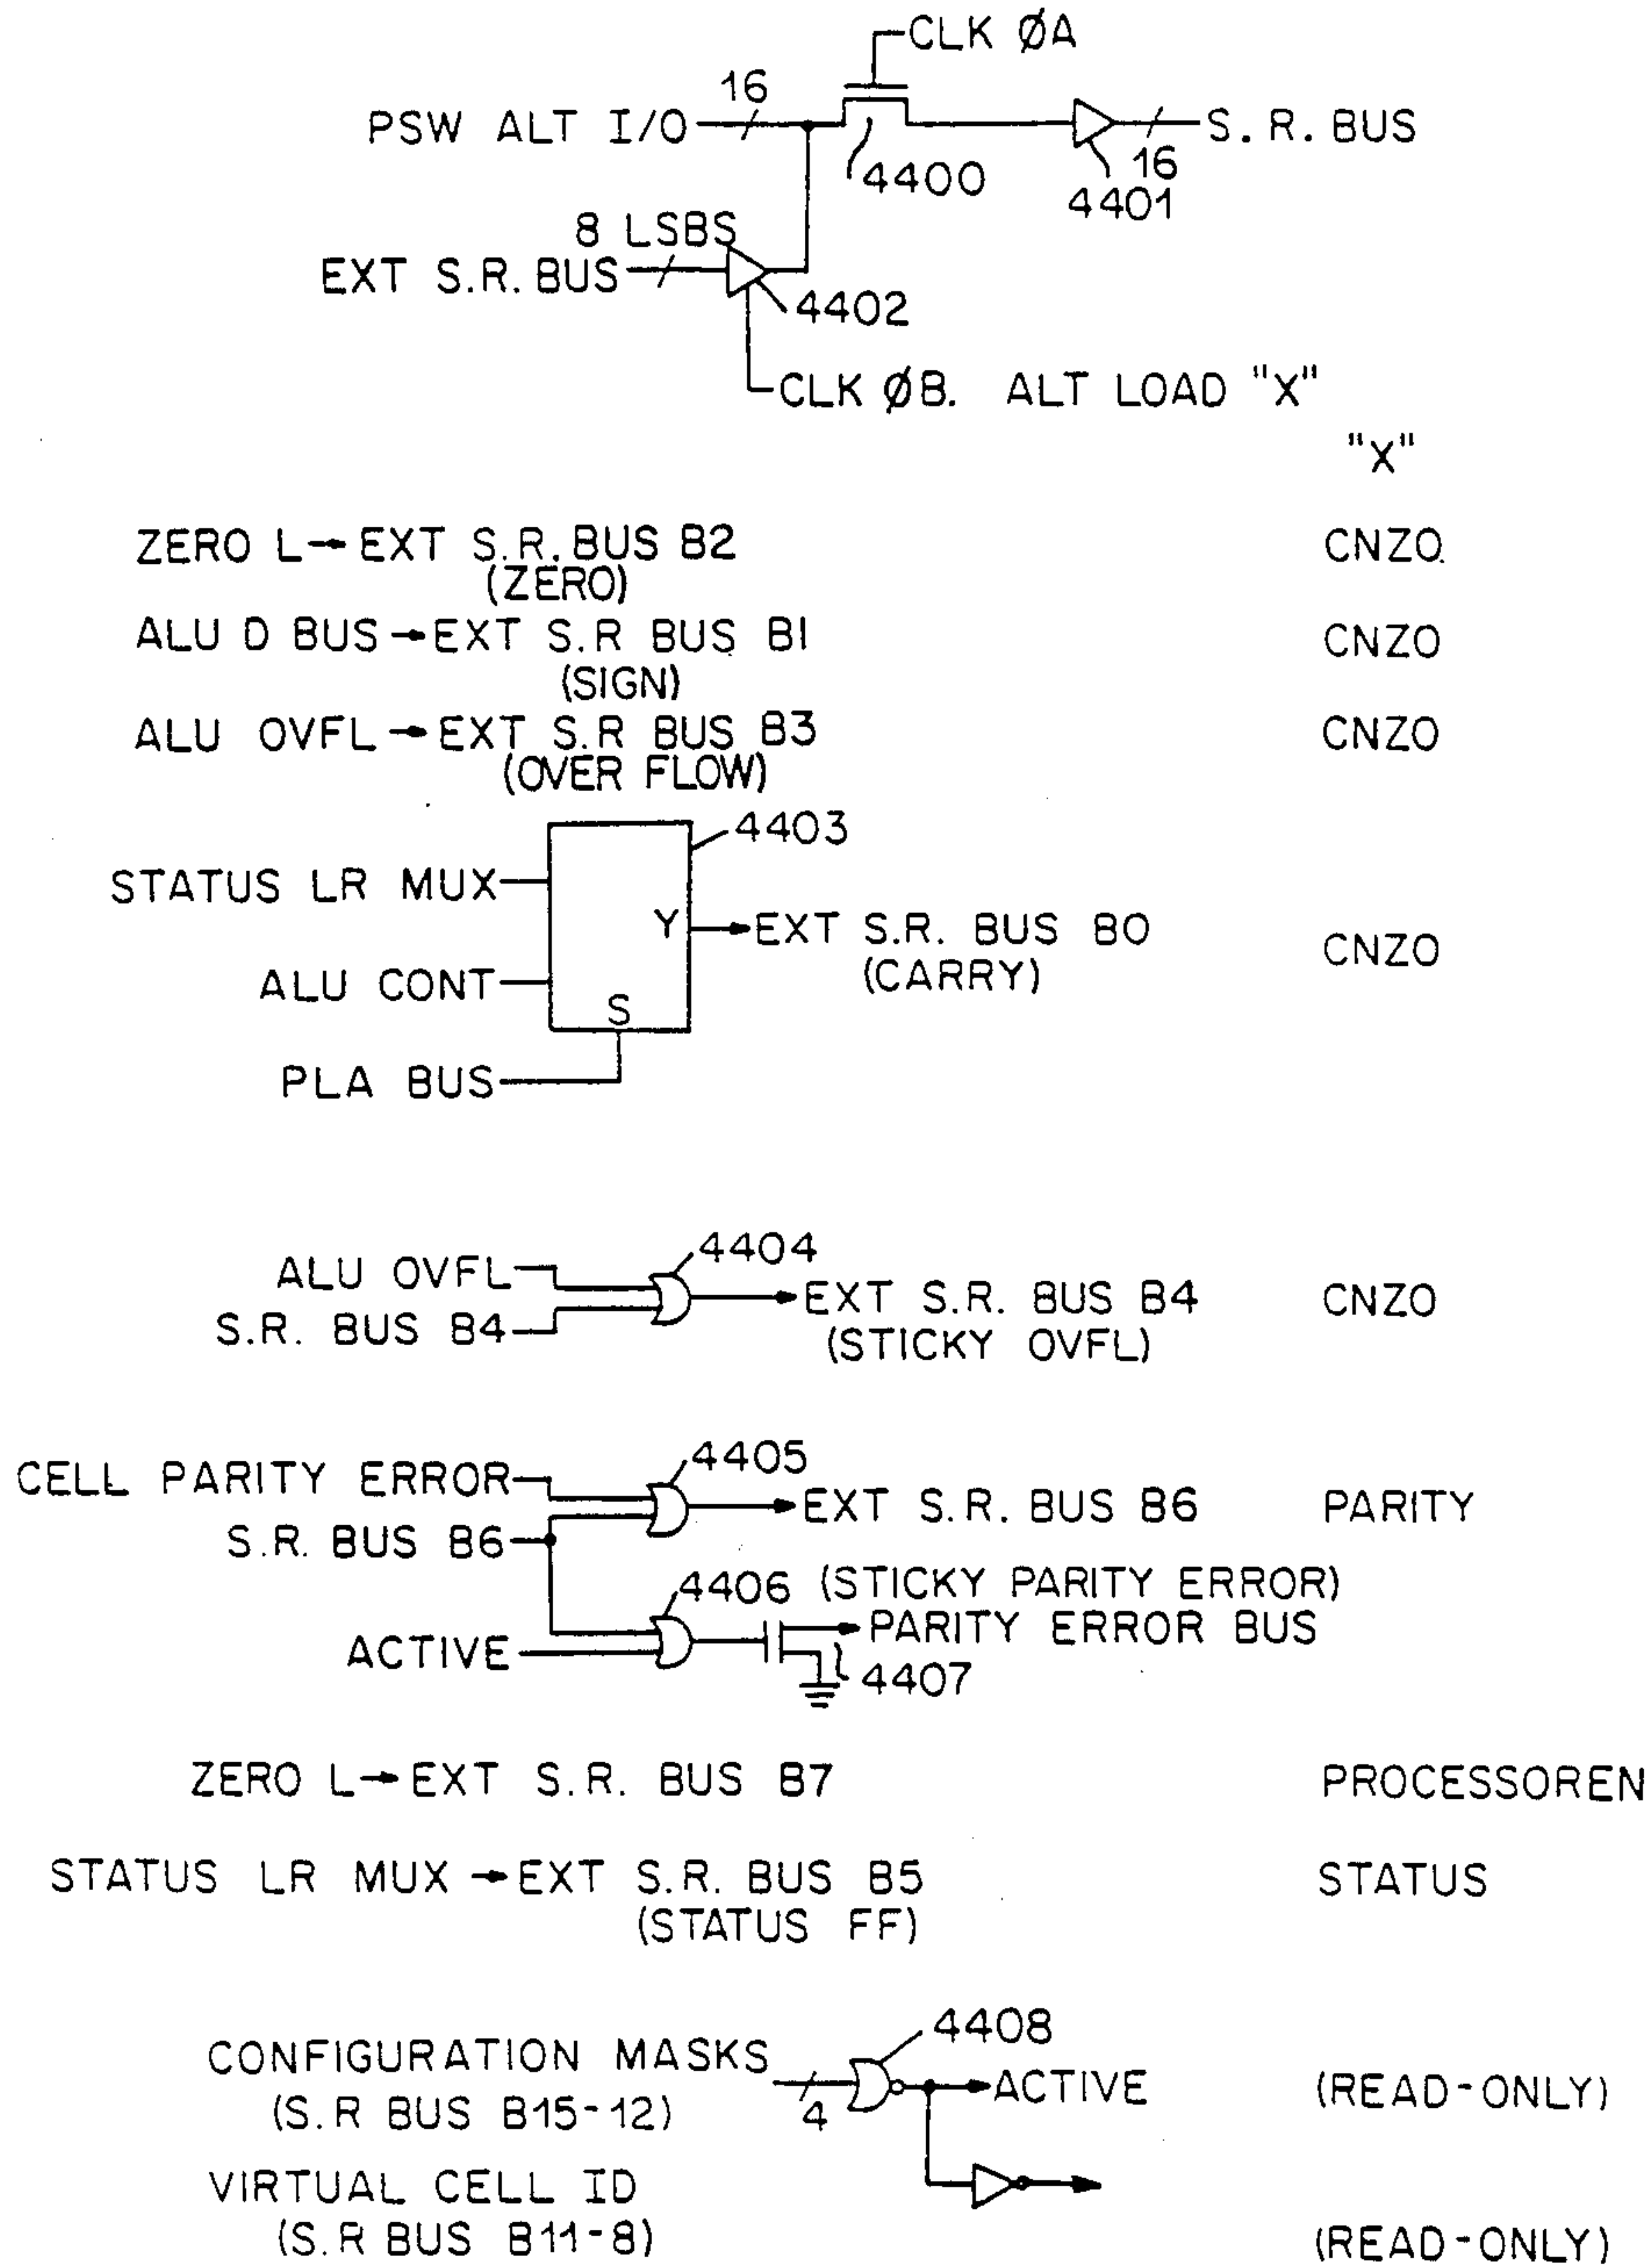 CLK ØA
16
PSW ALT I/O
S. R. BUS
4400
16
4401
8 LSBS
EXT S.R. BUS
4402
CLK ØB. ALT LOAD "X"
"X"
ZERO L→EXT S.R. BUS B2
CNZO
(ZERO)
ALU D BUS→EXT S.R BUS B1
CNZO
(SIGN)
ALU OVFL→EXT S.R BUS B3
CNZO
(OVER FLOW)
4403
STATUS LR MUX
Y
EXT S.R. BUS B0
CNZO
(CARRY)
ALU CONT
S
PLA BUS
4404
ALU OVFL
EXT S.R. BUS B4
CNZO
S.R. BUS B4
(STICKY OVFL)
4405
CELL PARITY ERROR
EXT S.R. BUS B6
PARITY
S.R. BUS B6
4406
(STICKY PARITY ERROR)
PARITY ERROR BUS
ACTIVE
4407
ZERO L→EXT S.R. BUS B7
PROCESSOREN
STATUS LR MUX→EXT S.R. BUS B5
STATUS
(STATUS FF)
4408
CONFIGURATION MASKS
ACTIVE
(READ-ONLY)
(S.R BUS B15-12)
4
VIRTUAL CELL ID
(S.R BUS B11-8)
(READ-ONLY)